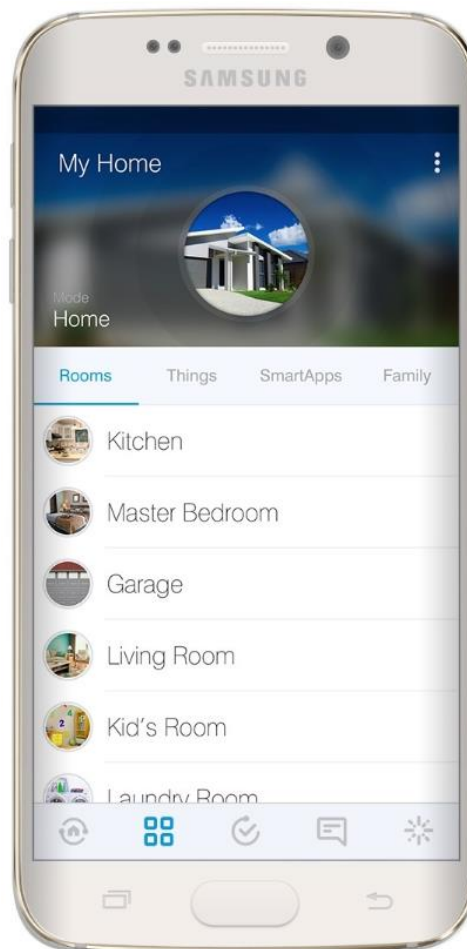 SAMSUNG
My Home
Mode
Home
Rooms Things SmartApps Family
Kitchen
Master Bedroom
Garage
Living Room
Kid's Room
Laundry Room